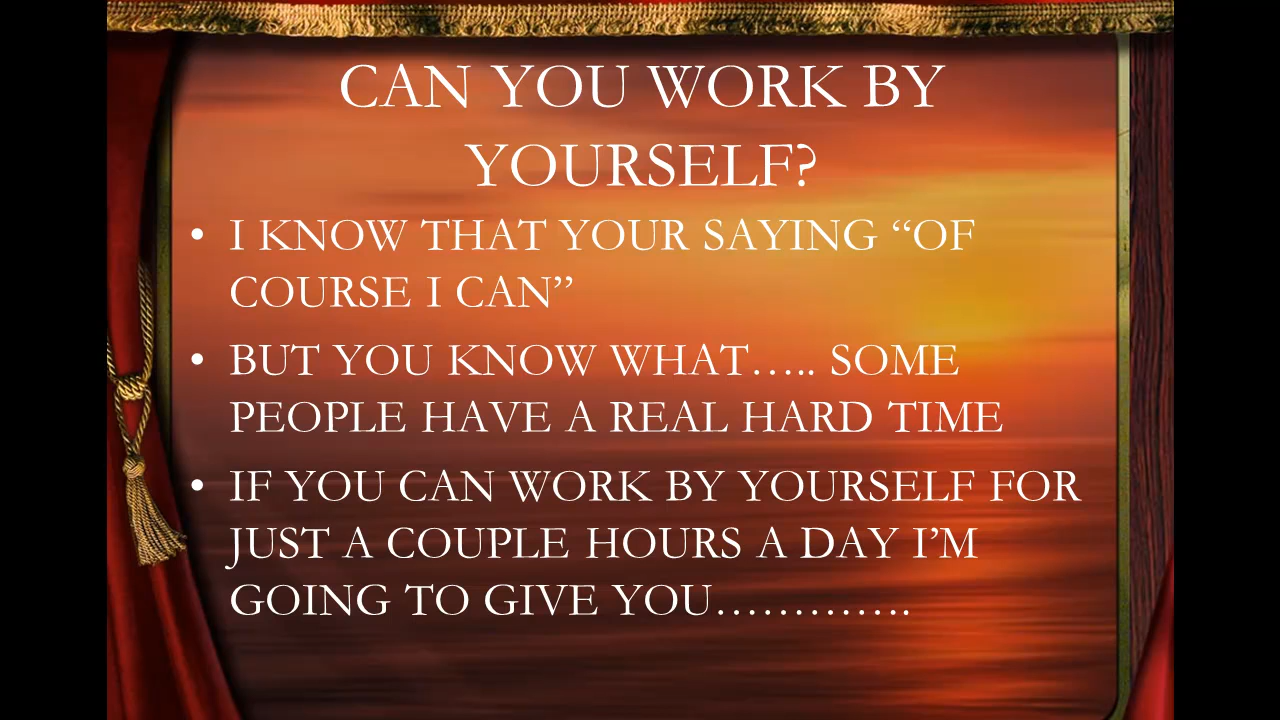 CAN YOU WORK BY
YOURSELF?
• I KNOW THAT YOUR SAYING “OF
COURSE I CAN”
• BUT YOU KNOW WHAT….. SOME
PEOPLE HAVE A REAL HARD TIME
• IF YOU CAN WORK BY YOURSELF FOR
JUST A COUPLE HOURS A DAY I’M
GOING TO GIVE YOU………….